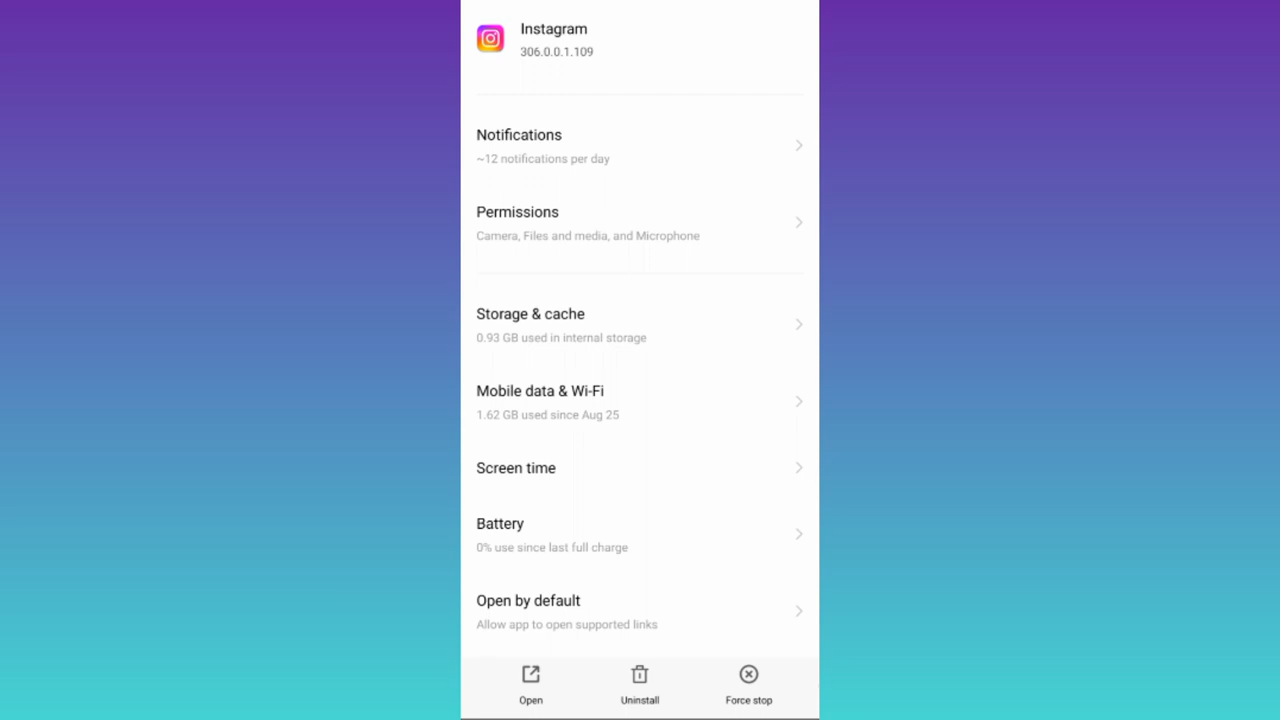 Instagram
306.0.0.1.109
Notifications
~12 notifications per day
Permissions
Camera, Files and media, and Microphone
Storage & cache
0.93 GB used in internal storage
Mobile data & Wi-Fi
1.62 GB used since Aug 25
Screen time
Battery
0% use since last full charge
Open by default
Allow app to open supported links
Open
Uninstall
Force stop